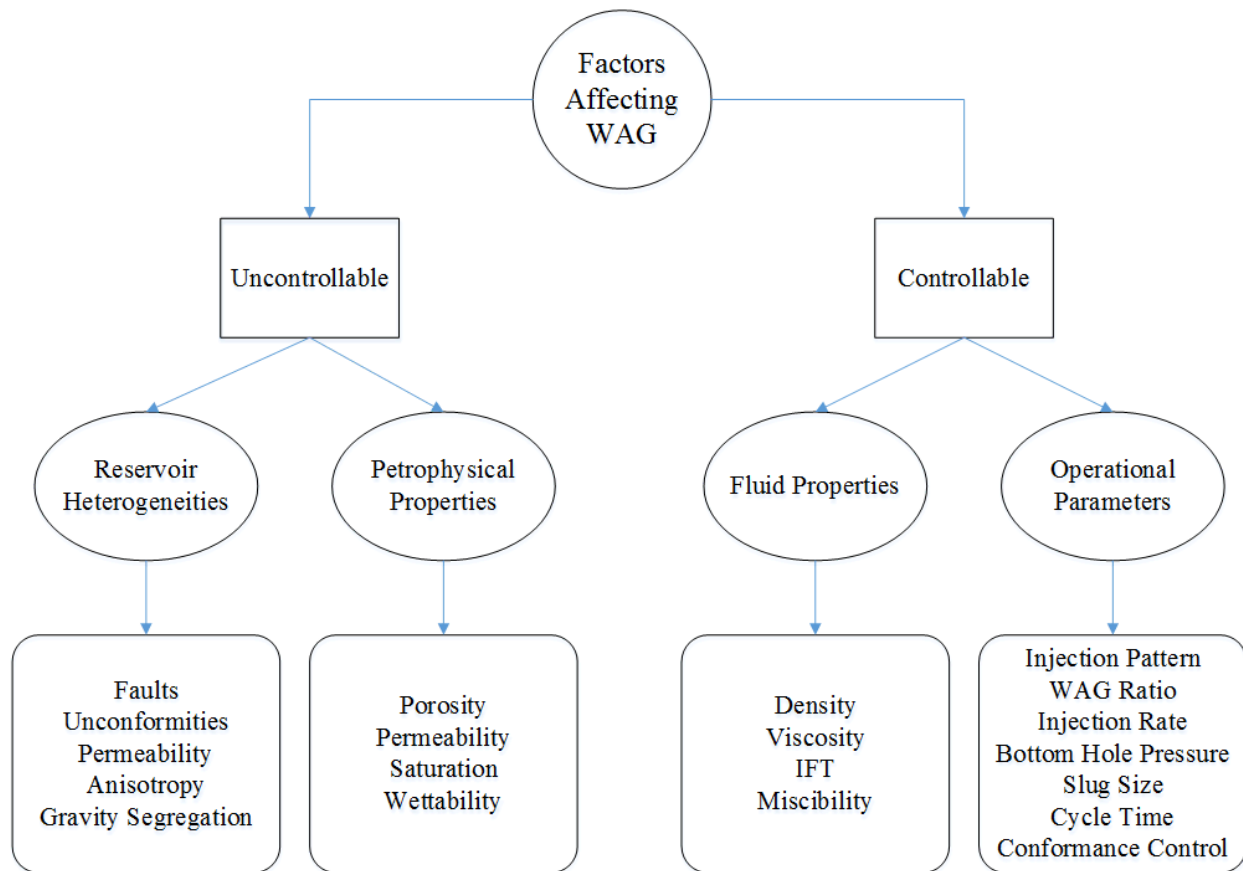 Factors
Affecting
WAG
Uncontrollable
Controllable
Reservoir
Heterogeneities
Petrophysical
Properties
Fluid Properties
Operational
Parameters
Faults
Unconformities
Permeability
Anisotropy
Gravity Segregation
Porosity
Permeability
Saturation
Wettability
Density
Viscosity
IFT
Miscibility
Injection Pattern
WAG Ratio
Injection Rate
Bottom Hole Pressure
Slug Size
Cycle Time
Conformance Control